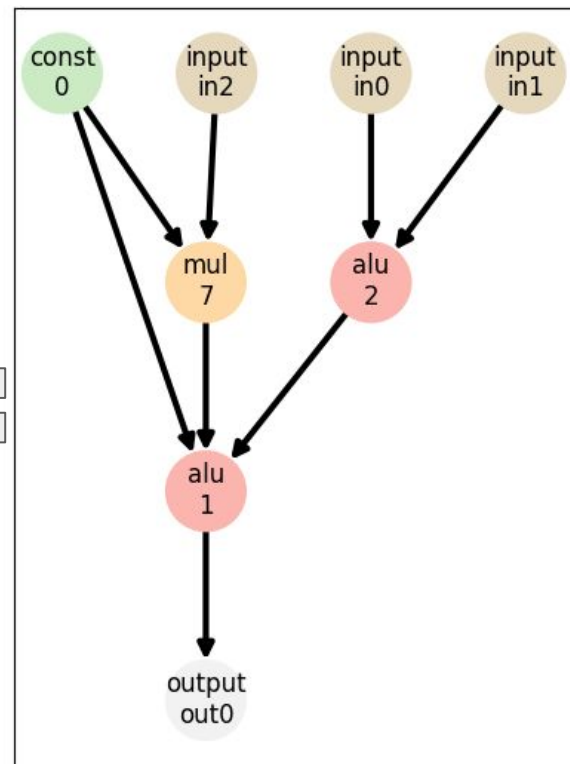 const
0
input
in2
input
in0
input
in1
mul
7
alu
2
alu
1
output
out0